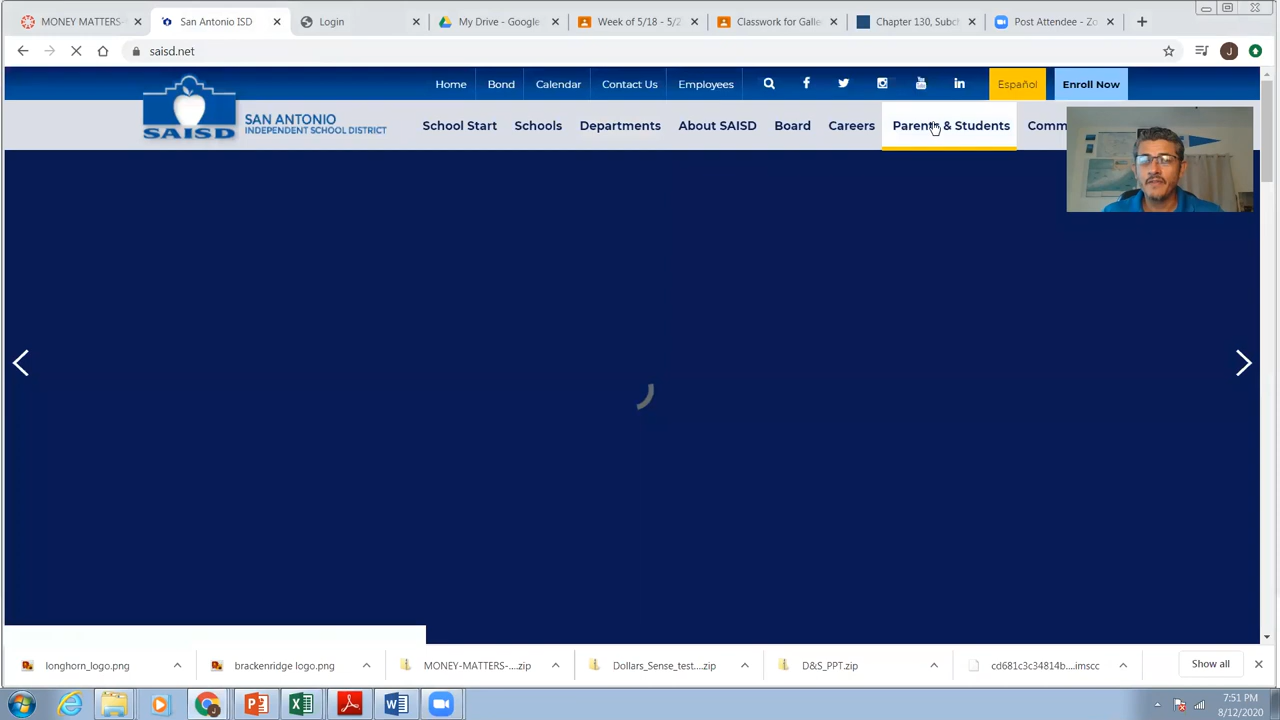 MONEY MATTERS-
San Antonio ISD
Login
My Drive - Google
Week of 5/18 - 5/2
Classwork for Galle
Chapter 130, Subch
Post Attendee - Zo
saisd.net
J
Home
Bond
Calendar
Contact Us
Employees
You
in
Español
Enroll Now
SAISD
SAN ANTONIO
INDEPENDENT SCHOOL DISTRICT
School Start
Schools
Departments
About SAISD
Board
Careers
Parents & Students
Comm
longhorn_logo.png
brackenridge logo.png
MONEY-MATTERS-....zip
Dollars_Sense_test....zip
D&S_PPT.zip
cd681c3c34814b....imscc
Show all
7:51 PM
8/12/2020